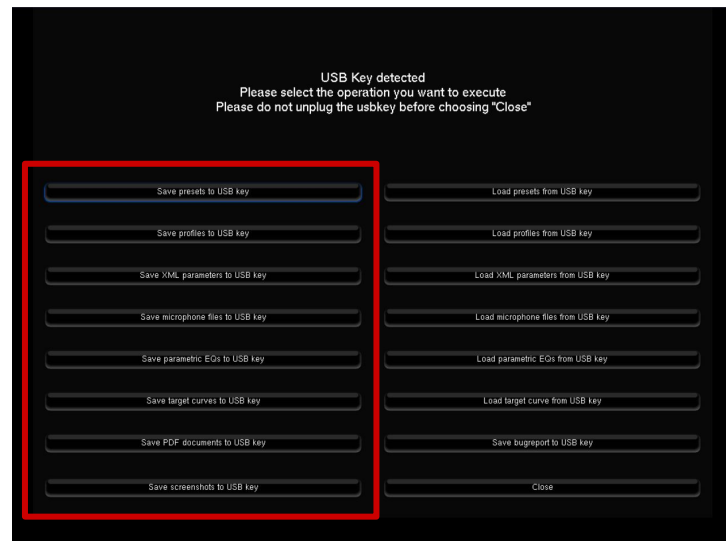 USB Key detected
Please select the operation you want to execute
Please do not unplug the usbkey before choosing "Close"
Save presets to USB key
Load presets from USB key
Save profiles to USB key
Load profiles from USB key
Save XML parameters to USB key
Load XML parameters from USB key
Save microphone files to USB key
Load microphone files from USB key
Save parametric EQs to USB key
Load parametric EQs from USB key
Save target curves to USB key
Load target curve from USB key
Save PDF documents to USB key
Save bugreport to USB key
Save screenshots to USB key
Close